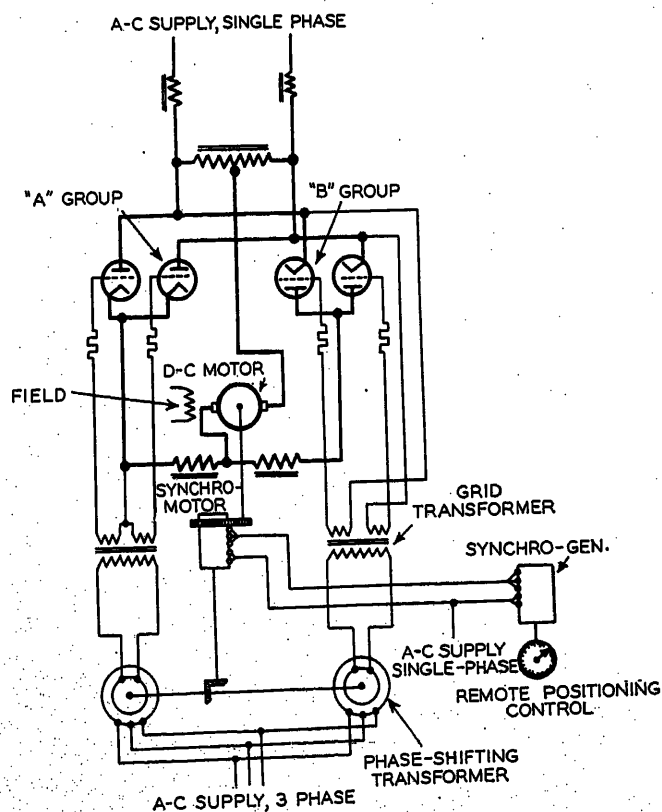 A-C SUPPLY, SINGLE PHASE
"A" GROUP
"B" GROUP
D-C MOTOR
FIELD
SYNCHRO-
MOTOR
GRID
TRANSFORMER
SYNCHRO-GEN.
A-C SUPPLY
SINGLE-PHASE
REMOTE POSITIONING
CONTROL
PHASE-SHIFTING
TRANSFORMER
A-C SUPPLY, 3 PHASE